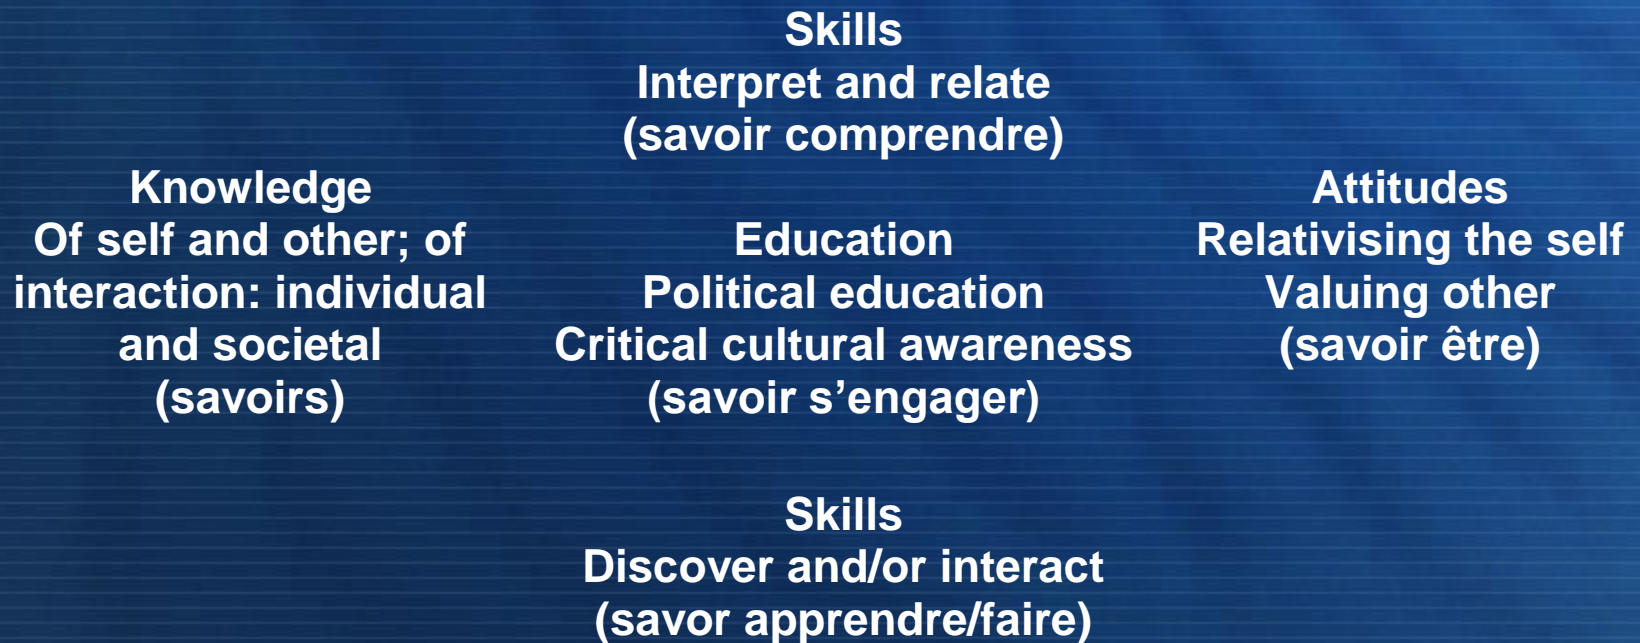 Skills
Interpret and relate
(savoir comprendre)
Knowledge
Of self and other; of
interaction: individual
and societal
(savoirs)
Education
Political education
Critical cultural awareness
(savoir s’engager)
Attitudes
Relativising the self
Valuing other
(savoir être)
Skills
Discover and/or interact
(savor apprendre/faire)